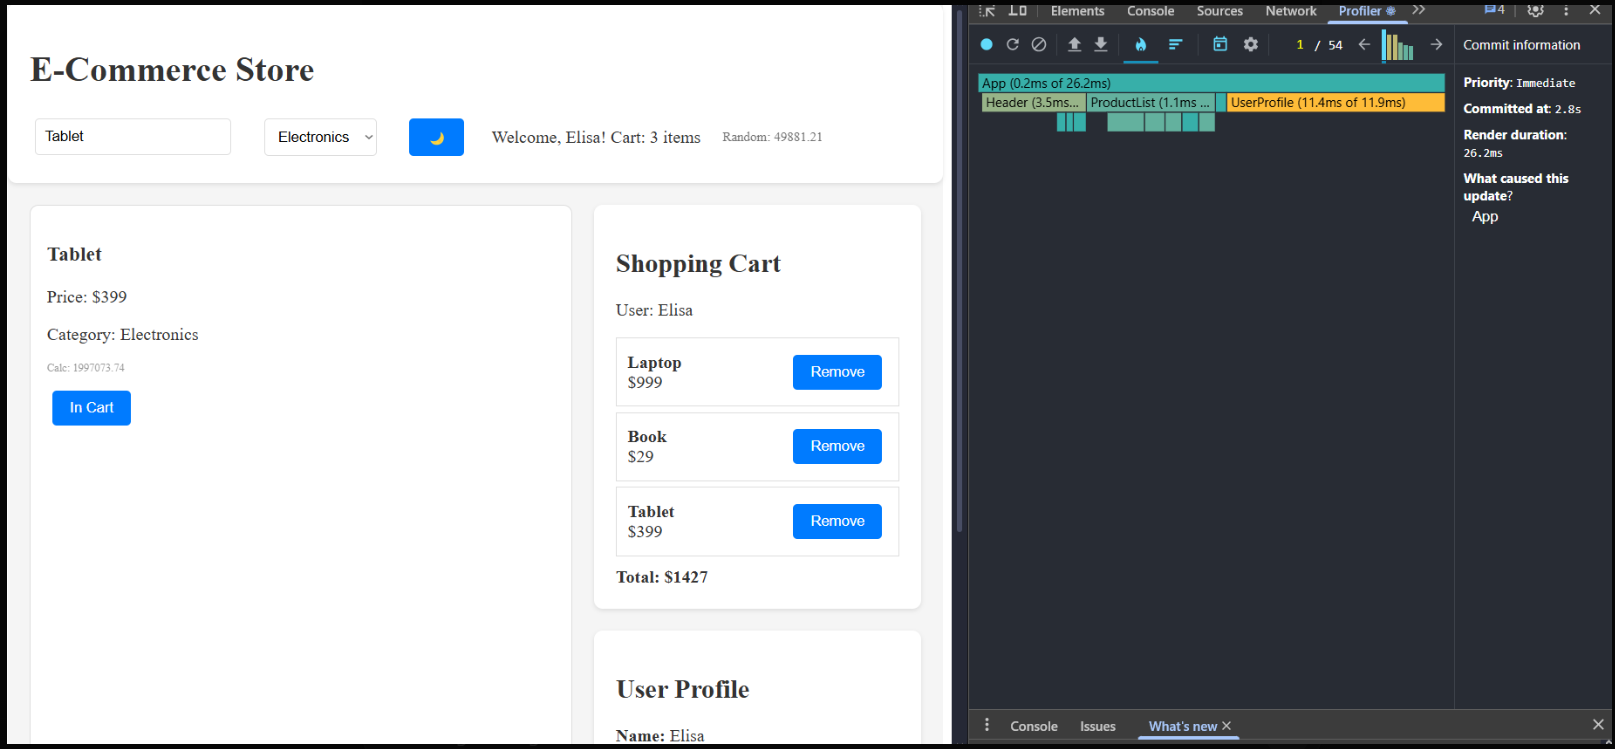 E-Commerce Store
Tablet
Electronics
Welcome, Elisa! Cart: 3 items
Random: 49881.21
Tablet
Price: $399
Category: Electronics
Calc: 1997073.74
In Cart
Shopping Cart
User: Elisa
Laptop
$999
Remove
Book
$29
Remove
Tablet
$399
Remove
Total: $1427
User Profile
Name: Elisa
Elements Console Sources Network Profiler 4
1 / 54
App (0.2ms of 26.2ms)
Header (3.5ms... ProductList (1.1ms ... UserProfile (11.4ms of 11.9ms)
Commit information
Priority: Immediate
Committed at: 2.8s
Render duration:
26.2ms
What caused this
update?
App
Console Issues What's new